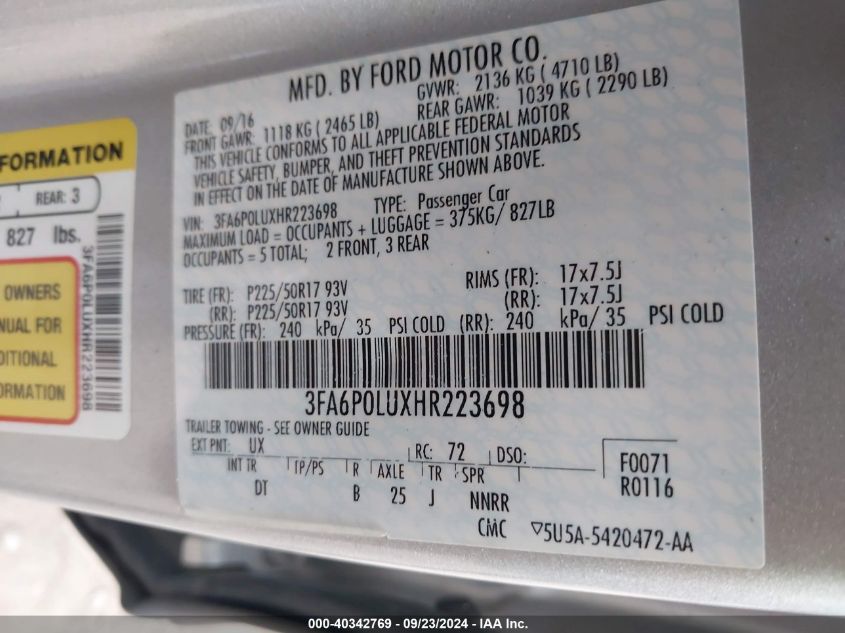 MFD. BY FORD MOTOR CO.
DATE: 09/16 GVWR: 2136 KG ( 4710 LB)
FRONT GAWR: 1118 KG ( 2465 LB) REAR GAWR: 1039 KG ( 2290 LB)
THIS VEHICLE CONFORMS TO ALL APPLICABLE FEDERAL MOTOR
VEHICLE SAFETY, BUMPER, AND THEFT PREVENTION STANDARDS
IN EFFECT ON THE DATE OF MANUFACTURE SHOWN ABOVE.
VIN: 3FA6P0LUXHR223698 TYPE: Passenger Car
MAXIMUM LOAD = OCCUPANTS + LUGGAGE = 375KG/ 827LB
OCCUPANTS = 5 TOTAL; 2 FRONT, 3 REAR
TIRE (FR): P225/50R17 93V RIMS (FR): 17x7.5J
(RR): P225/50R17 93V (RR): 17x7.5J
PRESSURE (FR): 240 kPa/ 35 PSI COLD (RR): 240 kPa/ 35 PSI COLD
3FA6P0LUXHR223698
TRAILER TOWING - SEE OWNER GUIDE
EXT PNT: UX RC: 72 DSO:
INT TR TP/PS R AXLE TR SPR
DT B 25 J NNRR
F0071
R0116
CMC ▽5U5A-5420472-AA
FORMATION
REAR: 3
827 lbs.
OWNERS
NUAL FOR
DITIONAL
ORMATION
3FA6P0LUXHR223698
000-40342769 - 09/23/2024 - IAA Inc.